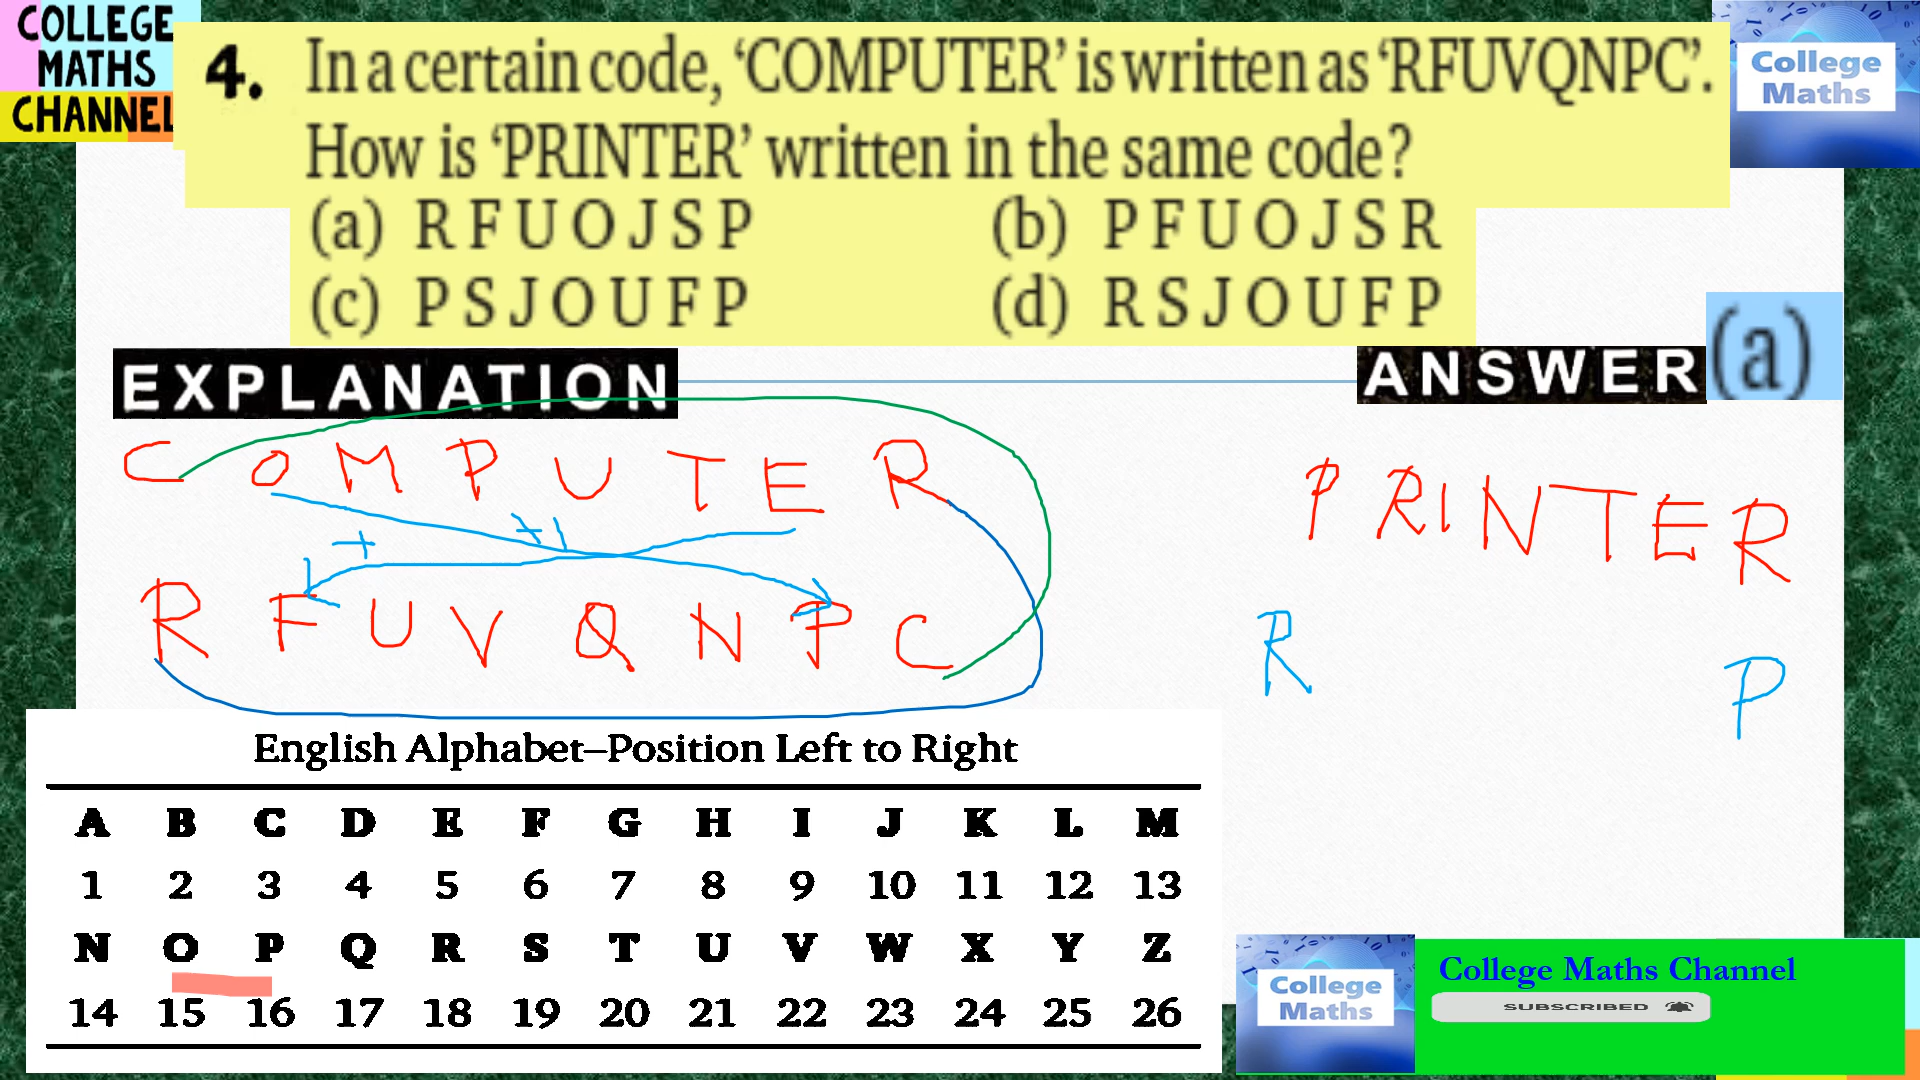 COLLEGE
MATHS
CHANNEL
4. In a certain code, ‘COMPUTER’ is written as ‘RFUVQNPC’.
How is ‘PRINTER’ written in the same code?
(a) R F U O J S P (b) P F U O J S R
(c) P S J O U F P (d) R S J O U F P
College
Maths
EXPLANATION
ANSWER (a)
C O M P U T E R
+ +1
1
R F U V Q N P C
P R I N T E R
R P
English Alphabet–Position Left to Right
A B C D E F G H I J K L M
1 2 3 4 5 6 7 8 9 10 11 12 13
N O P Q R S T U V W X Y Z
14 15 16 17 18 19 20 21 22 23 24 25 26
College
Maths
College Maths Channel
SUBSCRIBED